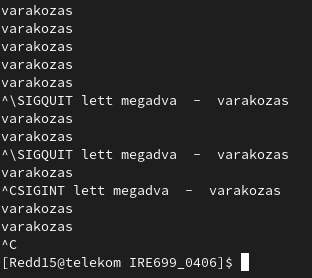 varakozas
varakozas
varakozas
varakozas
varakozas
^\SIGQUIT lett megadva  -  varakozas
varakozas
varakozas
^\SIGQUIT lett megadva  -  varakozas
varakozas
^CSIGINT lett megadva  -  varakozas
varakozas
varakozas
^C
[Redd15@telekom IRE699_0406]$